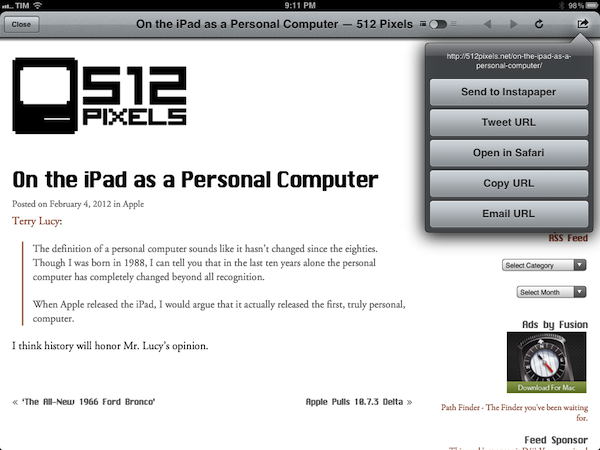 TIM 9:11 PM 98%
Close On the iPad as a Personal Computer — 512 Pixels
http://512pixels.net/on-the-ipad-as-a-
personal-computer/
Send to Instapaper
Tweet URL
Open in Safari
Copy URL
Email URL
512
PIXELS
On the iPad as a Personal Computer
Posted on February 4, 2012 in Apple
Terry Lucy:
The definition of a personal computer sounds like it hasn't changed since the eighties.
Though I was born in 1988, I can tell you that in the last ten years alone the personal
computer has completely changed beyond all recognition.
When Apple released the iPad, I would argue that it actually released the first, truly personal,
computer.
I think history will honor Mr. Lucy's opinion.
« 'The All-New 1966 Ford Bronco'
Apple Pulls 10.7.3 Delta »
RSS Feed
Select Category
Select Month
Ads by Fusion
Download For Mac
Path Finder - The Finder you've been waiting
for.
Feed Sponsor